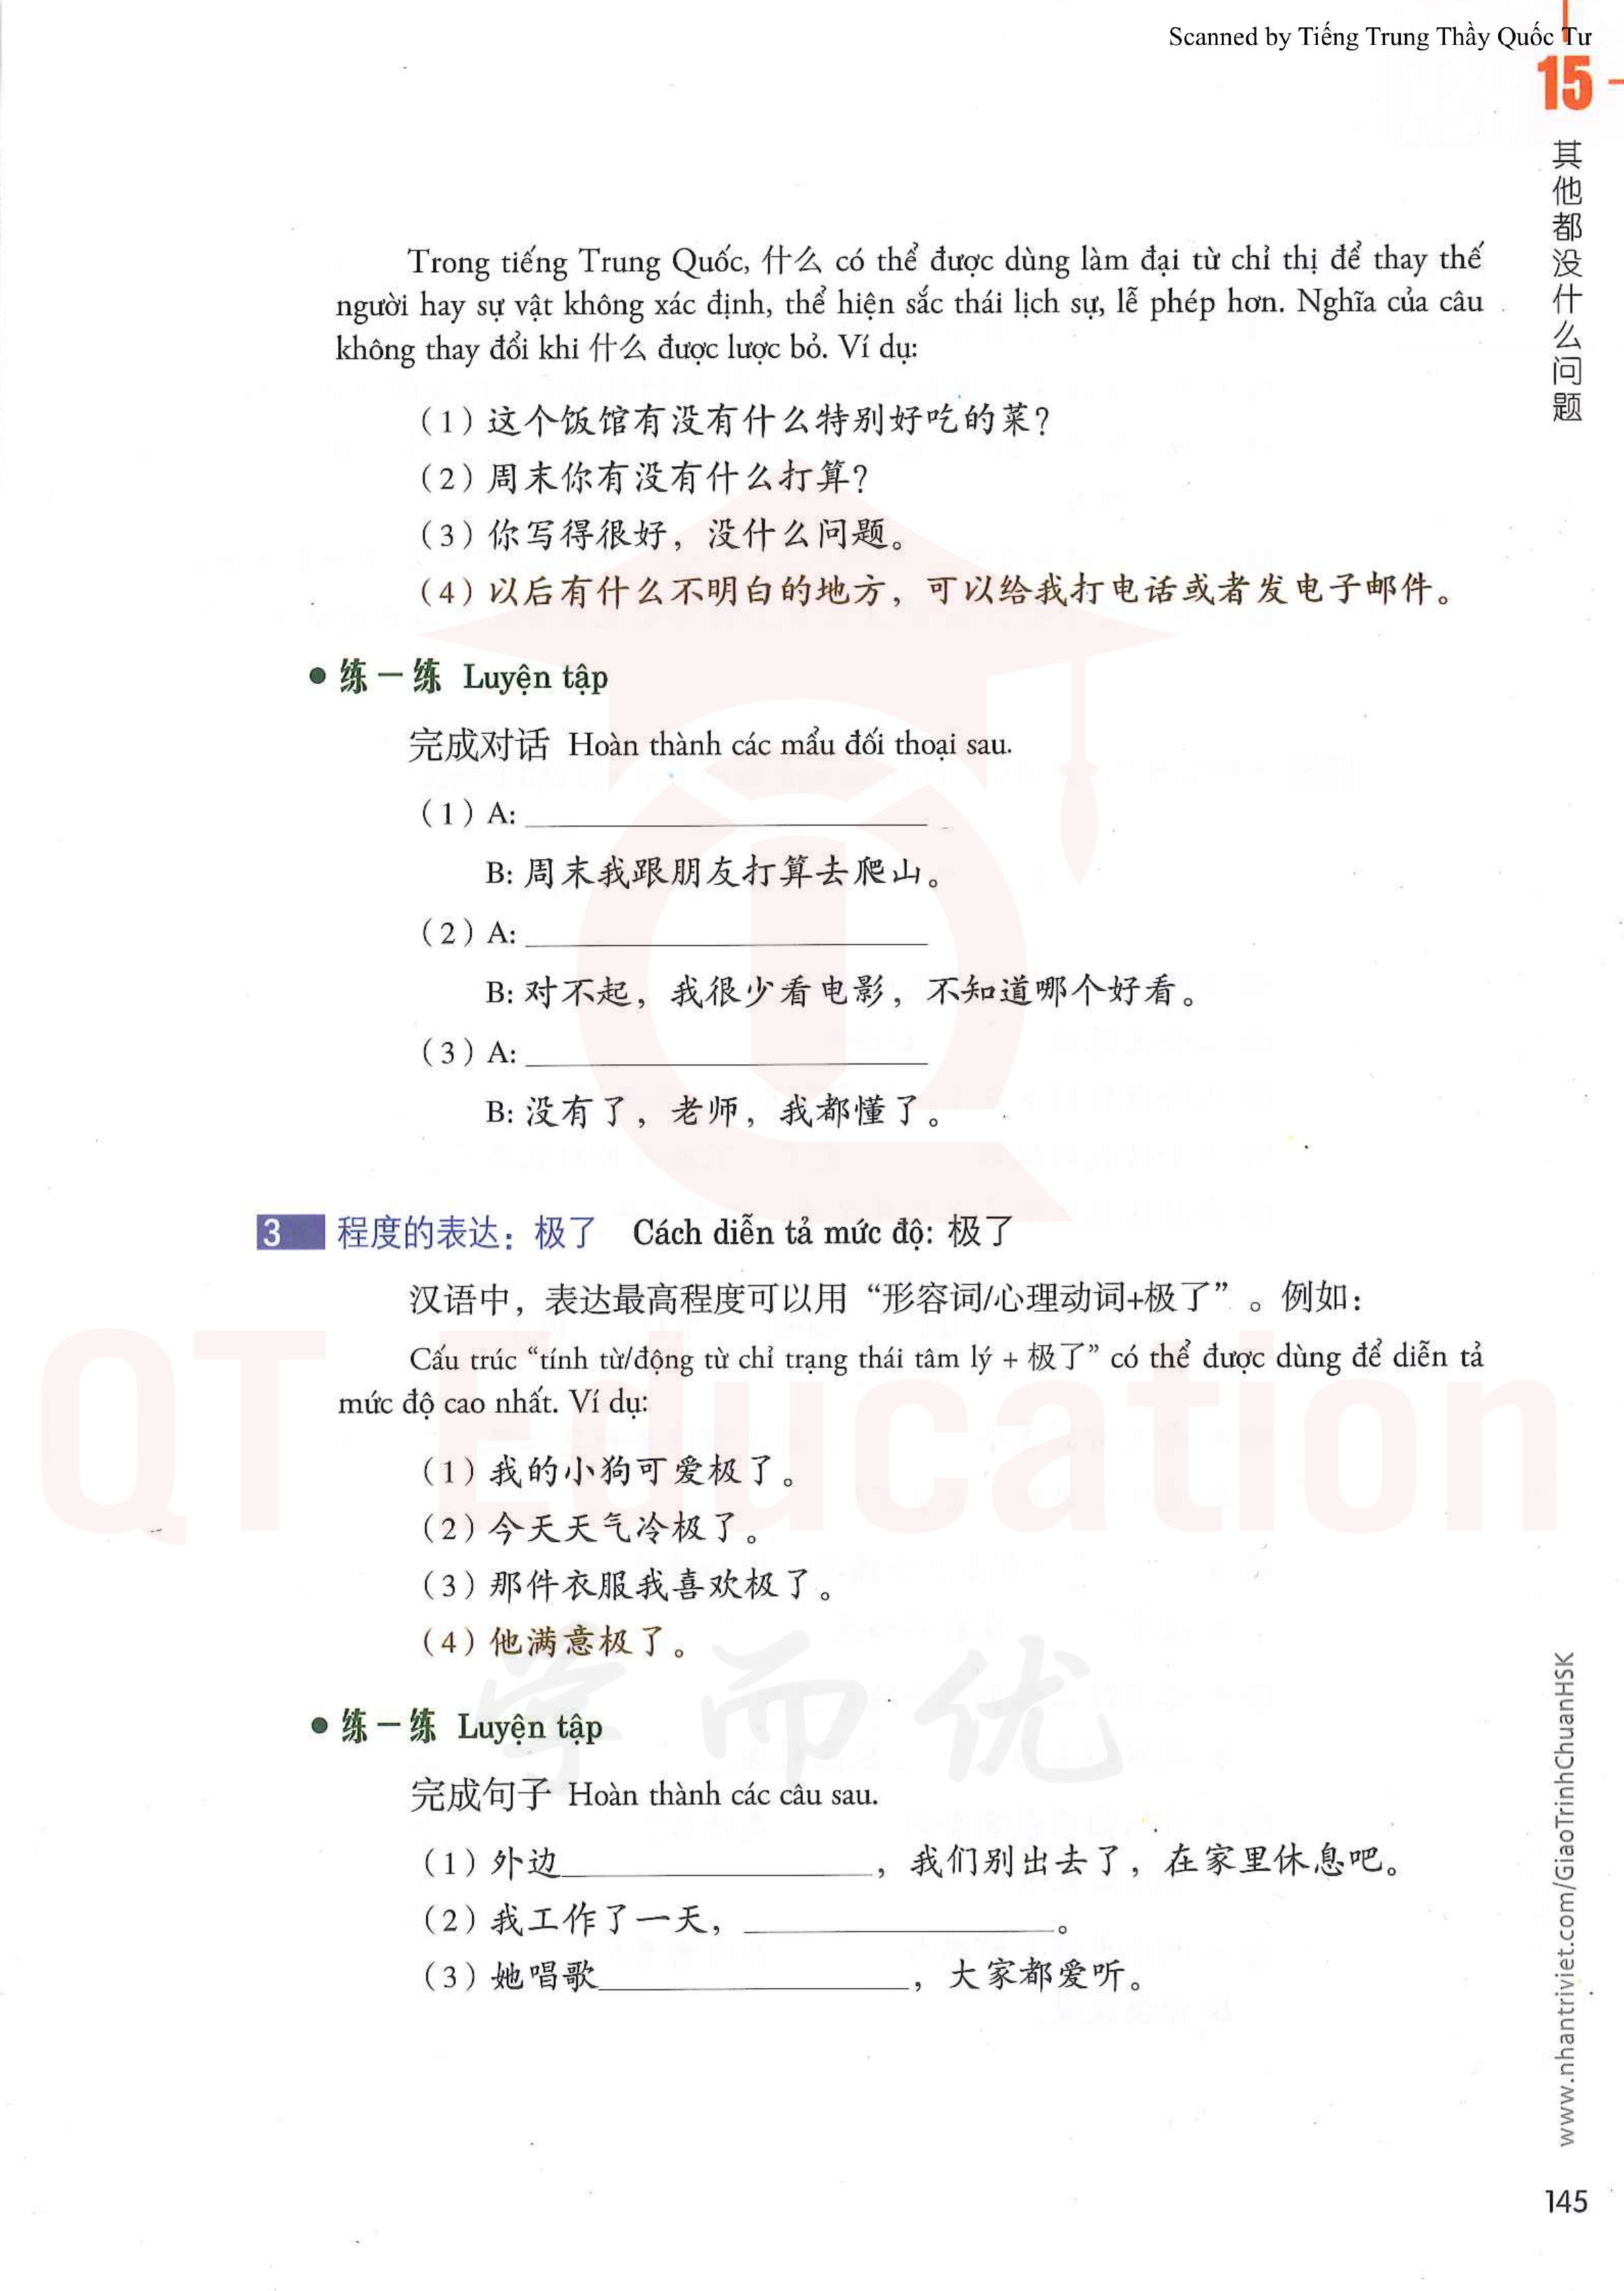 Scanned by Tiếng Trung Thầy Quốc Tư
15
其他都没什么问题
Trong tiếng Trung Quốc, 什么 có thể được dùng làm đại từ chỉ thị để thay thế
người hay sự vật không xác định, thể hiện sắc thái lịch sự, lễ phép hơn. Nghĩa của câu
không thay đổi khi 什么 được lược bỏ. Ví dụ:
（1）这个饭馆有没有什么特别好吃的菜？
（2）周末你有没有什么打算？
（3）你写得很好，没什么问题。
（4）以后有什么不明白的地方，可以给我打电话或者发电子邮件。
● 练一练 Luyện tập
完成对话 Hoàn thành các mẩu đối thoại sau.
（1）A: ____________________
B: 周末我跟朋友打算去爬山。
（2）A: ____________________
B: 对不起，我很少看电影，不知道哪个好看。
（3）A: ____________________
B: 没有了，老师，我都懂了。
3 程度的表达：极了 Cách diễn tả mức độ: 极了
汉语中，表达最高程度可以用“形容词/心理动词+极了”。例如：
Cấu trúc “tính từ/động từ chỉ trạng thái tâm lý + 极了” có thể được dùng để diễn tả
mức độ cao nhất. Ví dụ:
（1）我的小狗可爱极了。
（2）今天天气冷极了。
（3）那件衣服我喜欢极了。
（4）他满意极了。
● 练一练 Luyện tập
完成句子 Hoàn thành các câu sau.
（1）外边________________，我们别出去了，在家里休息吧。
（2）我工作了一天，________________。
（3）她唱歌________________，大家都爱听。
QT Education
学而优
www.nhantriviet.com/GiaoTrinhChuanHSK
145